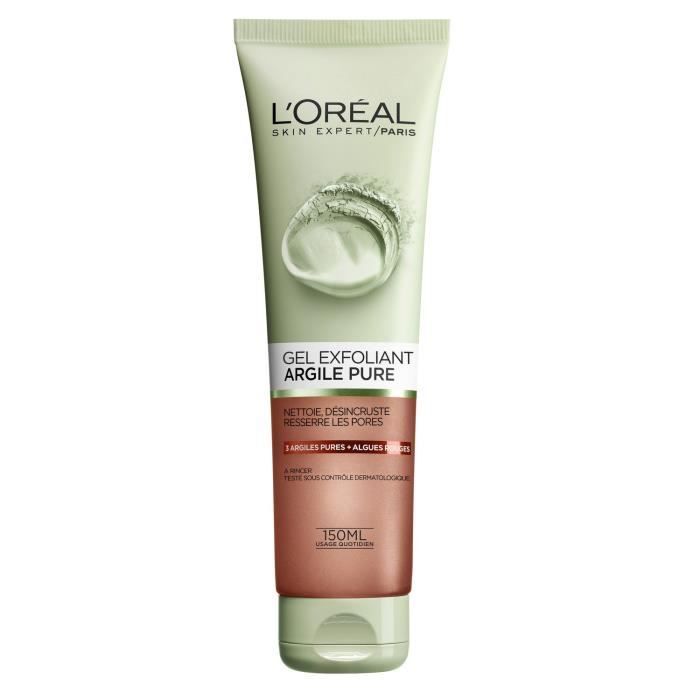 L'ORÉAL
SKIN EXPERT/PARIS
GEL EXFOLIANT
ARGILE PURE
NETTOIE, DÉSINCRUSTE
RESSERRE LES PORES
3 ARGILES PURES + ALGUES ROUGES
À RINCER
TESTÉ SOUS CONTRÔLE DERMATOLOGIQUE.
150ML
USAGE QUOTIDIEN